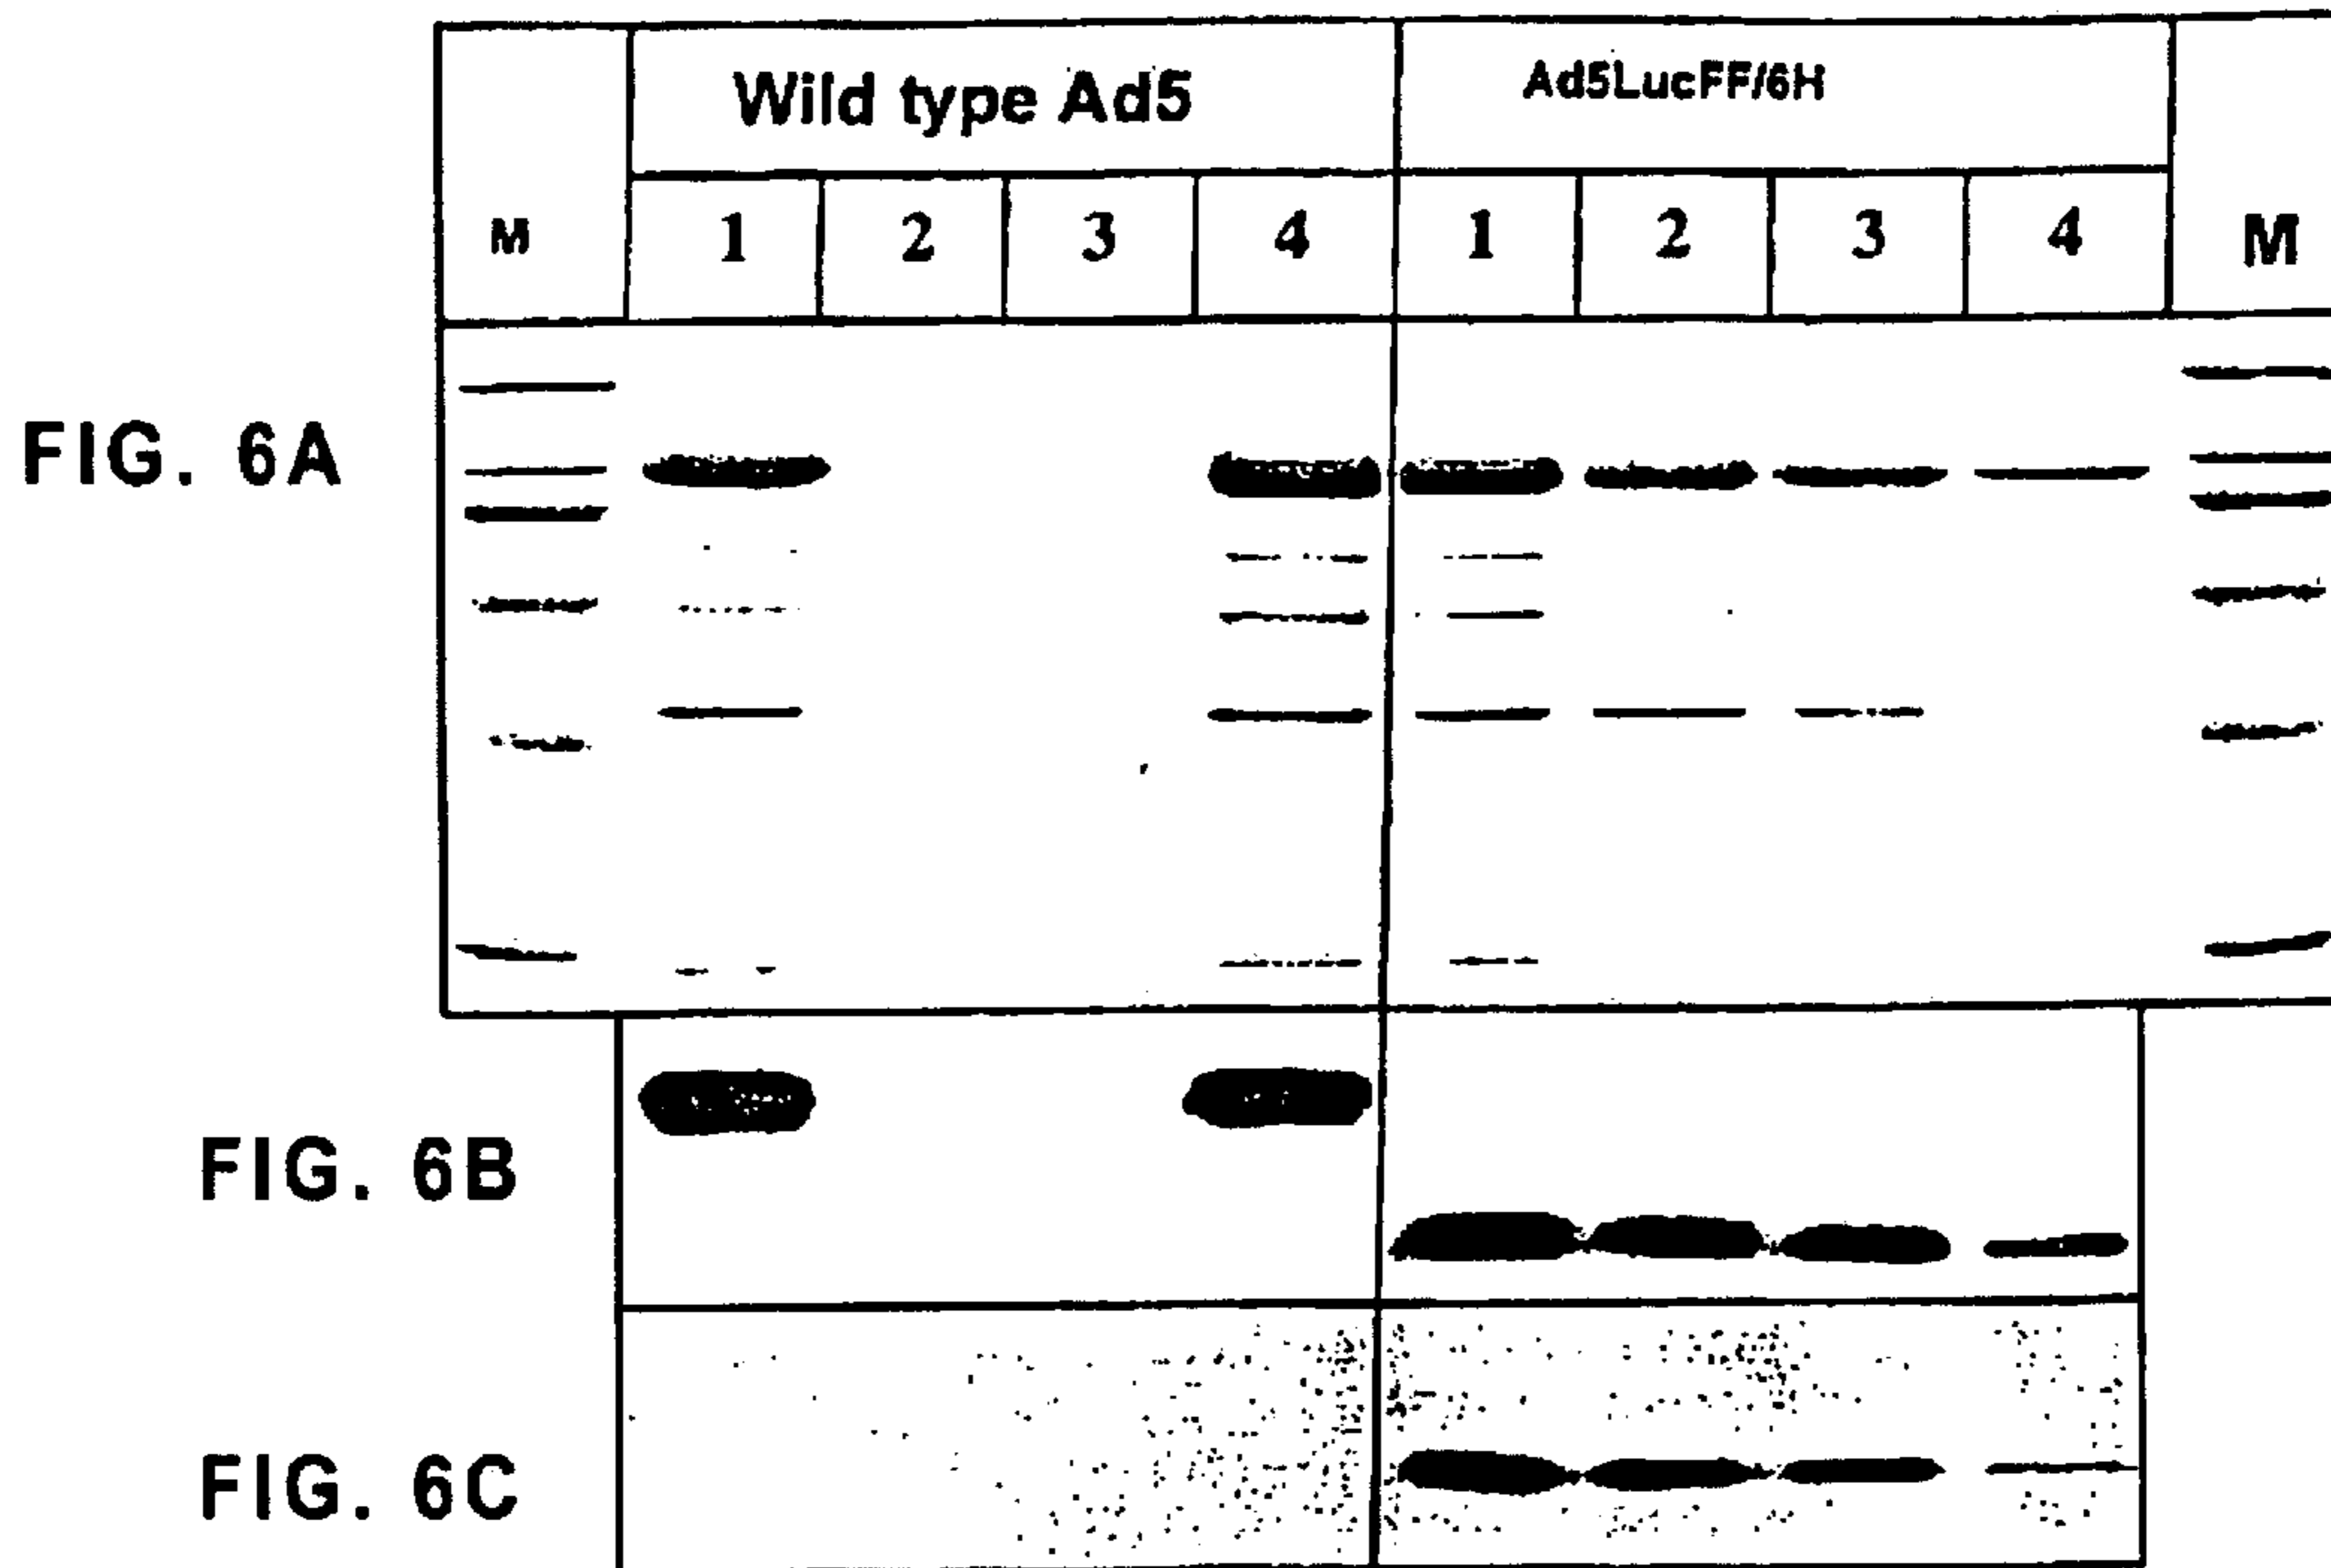 Wild type Ad5 Ad5LucFF/6H
M 1 2 3 4 1 2 3 4 M
FIG. 6A
FIG. 6B
FIG. 6C